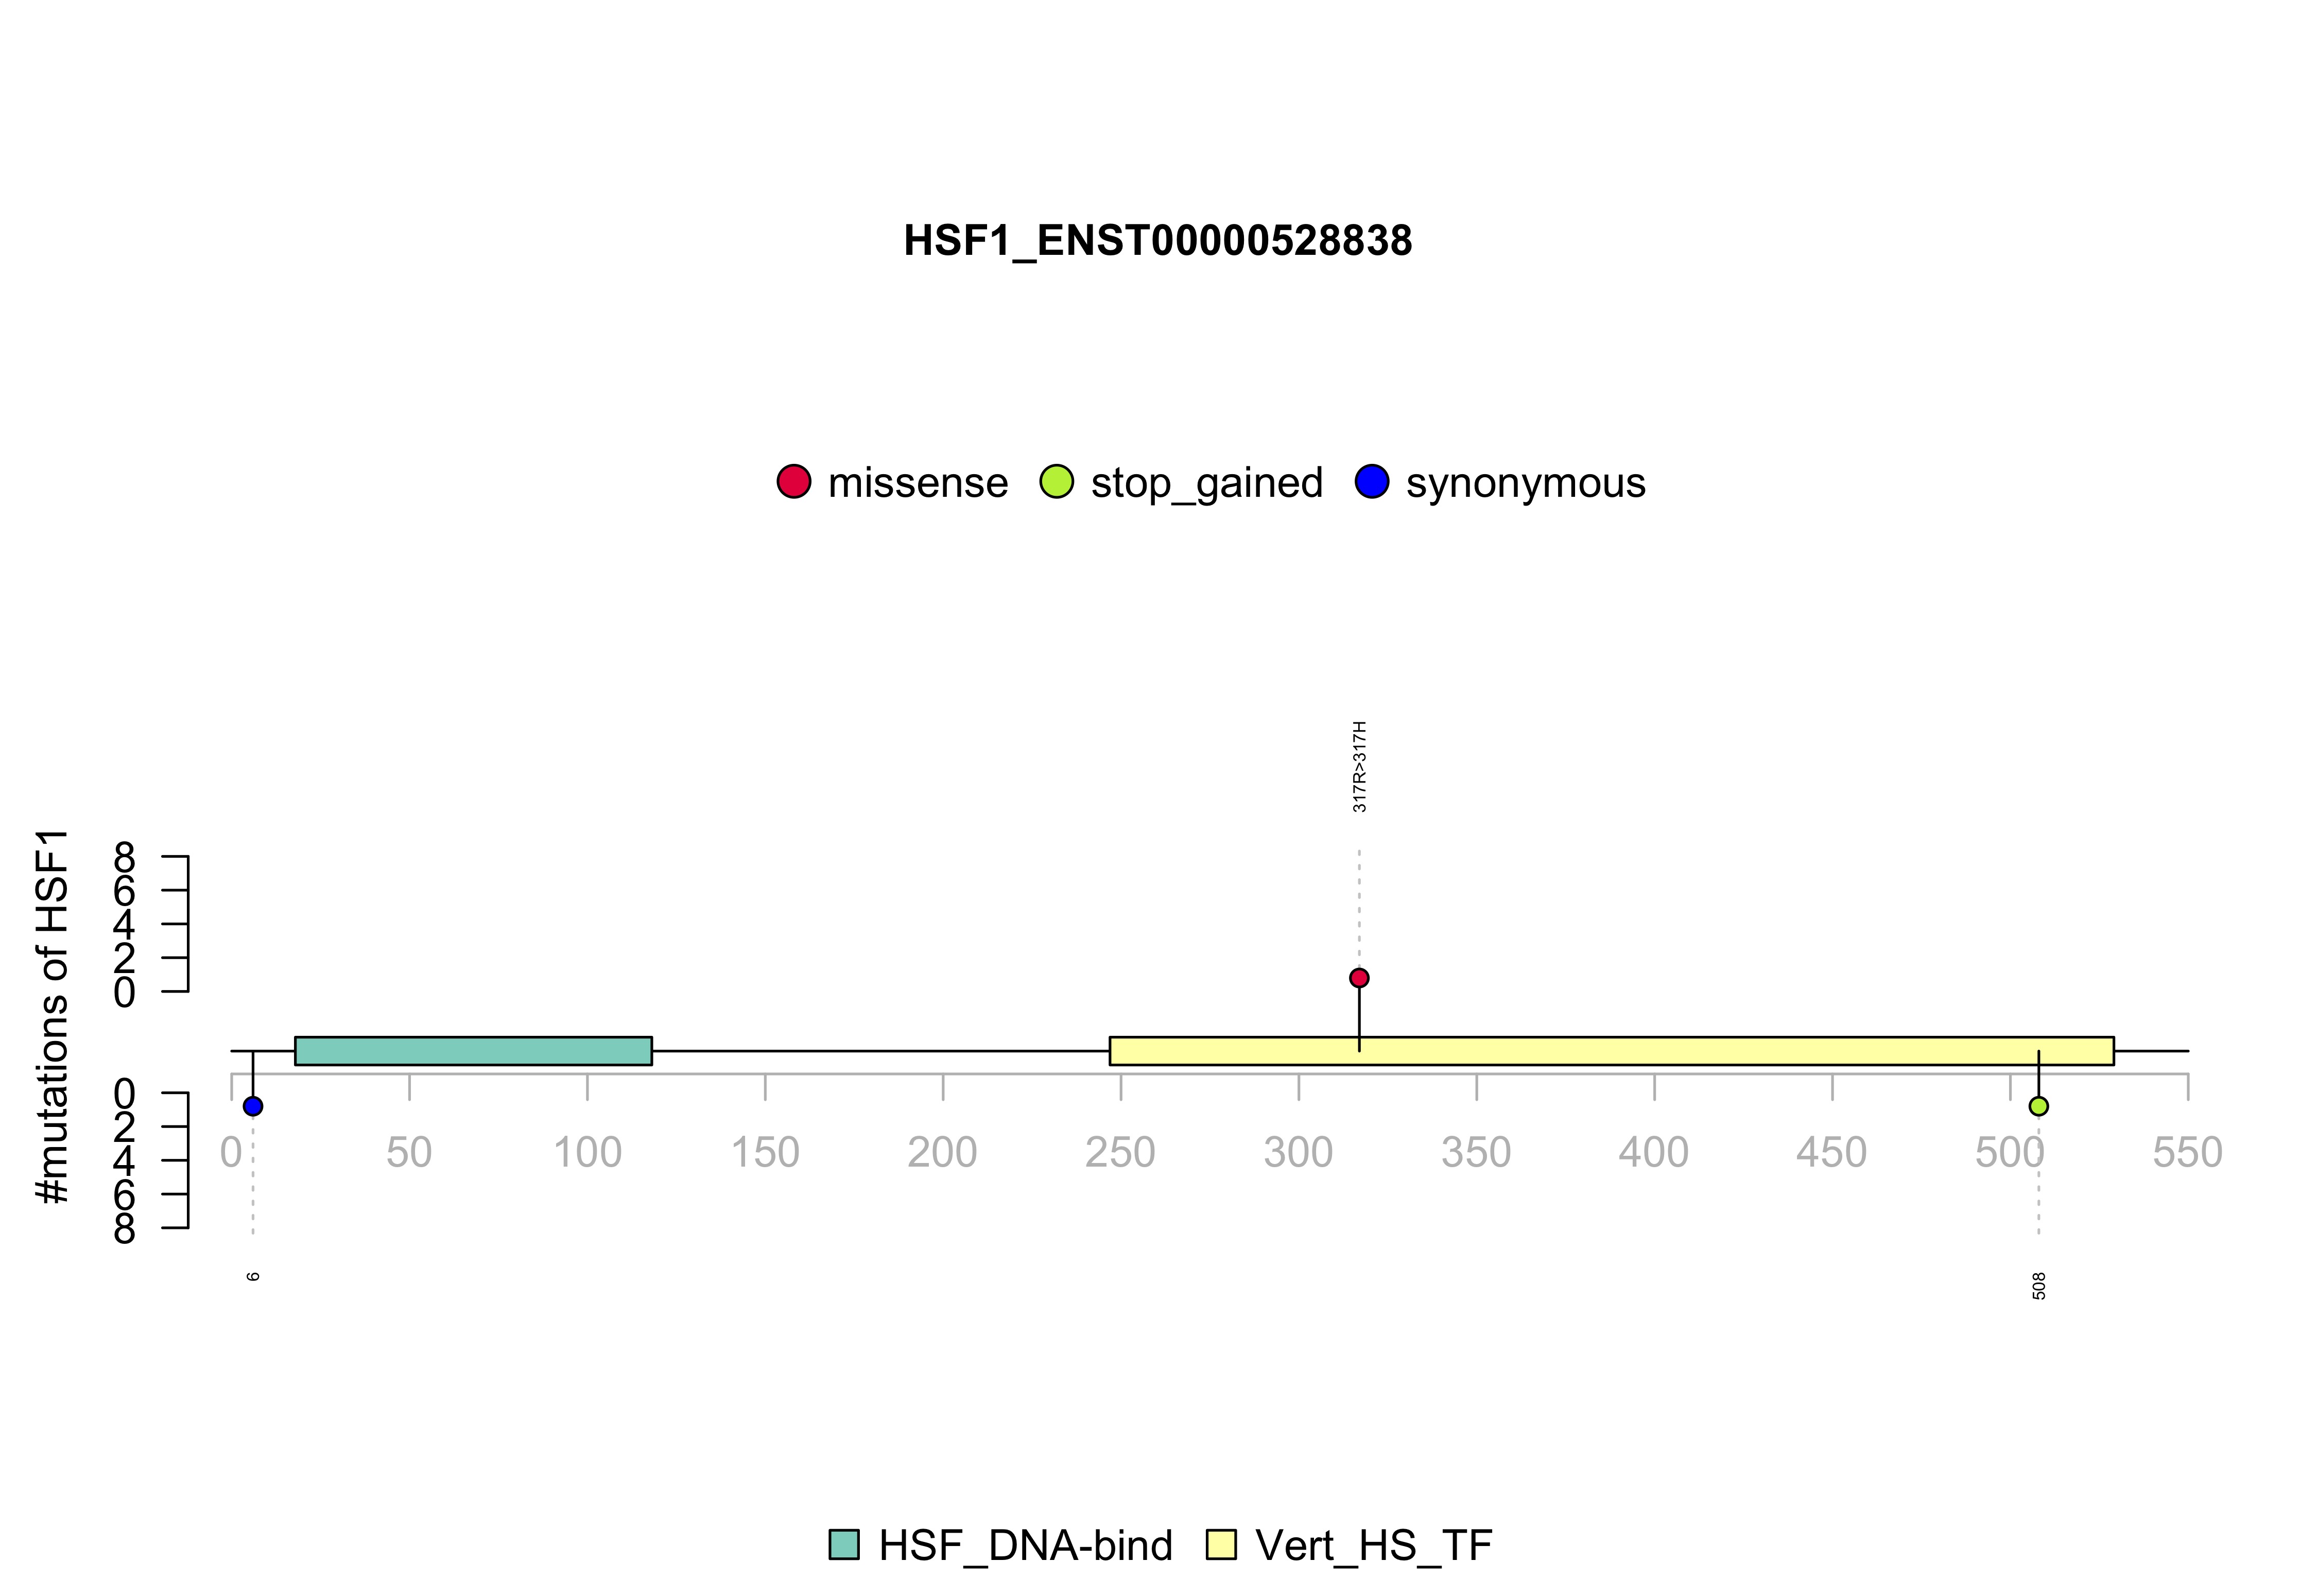 HSF1_ENST00000528838
missense stop_gained synonymous
317R>317H
#mutations of HSF1
8
6
4
2
0
0
2
4
6
8
0 50 100 150 200 250 300 350 400 450 500 550
6
508
HSF_DNA-bind Vert_HS_TF